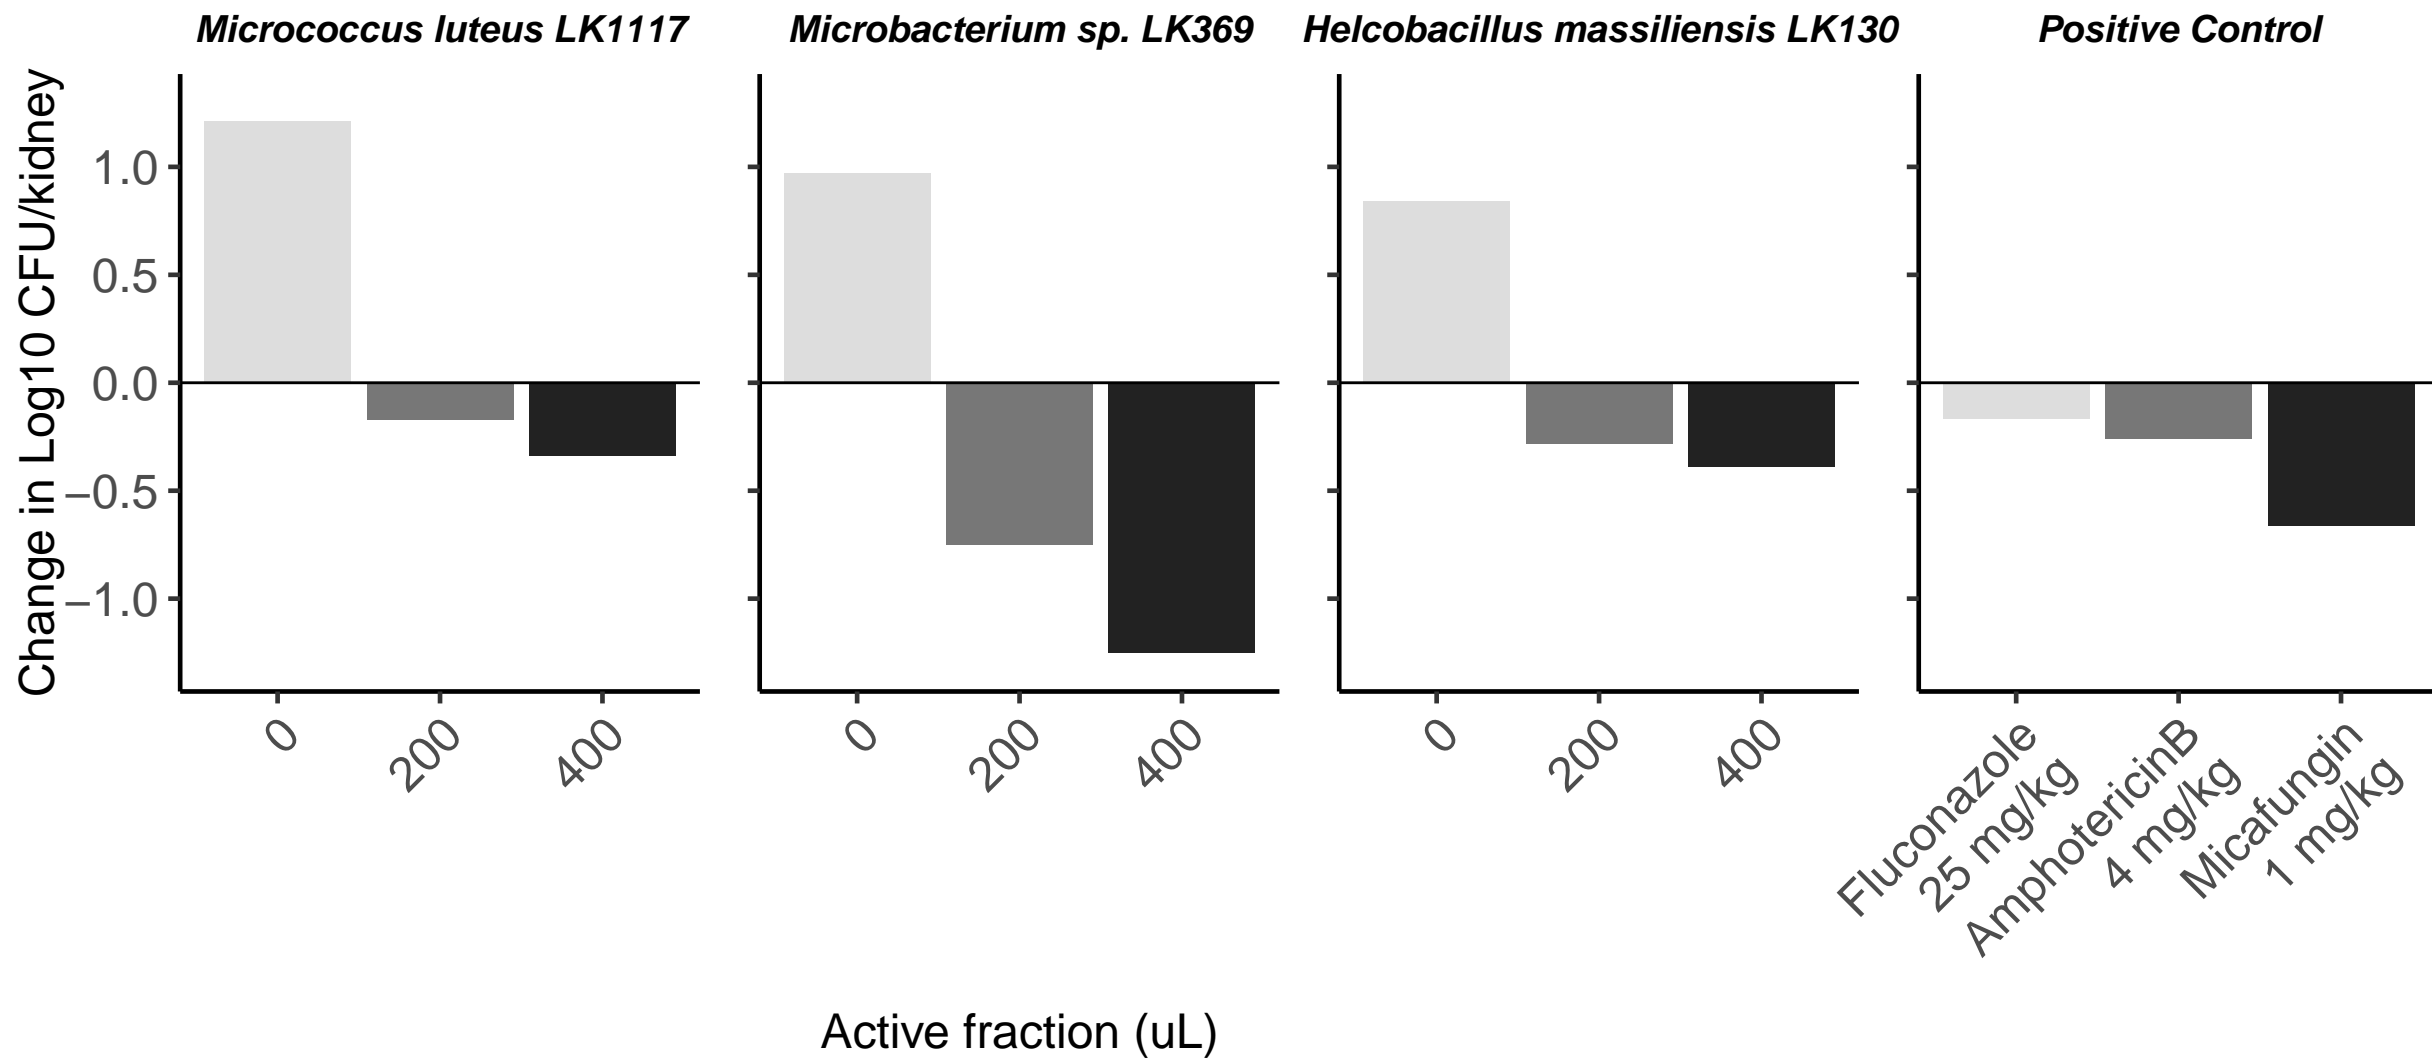 Micrococcus luteus LK1117
Microbacterium sp. LK369
Helcobacillus massiliensis LK130
Positive Control
Change in Log10 CFU/kidney
1.0
0.5
0.0
−0.5
−1.0
0
200
400
0
200
400
0
200
400
Fluconazole
25 mg/kg
AmphotericinB
4 mg/kg
Micafungin
1 mg/kg
Active fraction (uL)